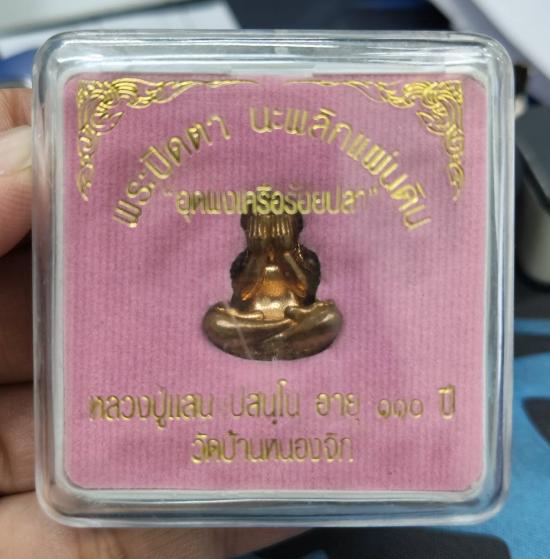 พระปิดตา นะพลิกแผ่นดิน
"อุดผงเครือร้อยปลา"
หลวงปู่แสน ปสนฺโน อายุ ๑๑๐ ปี
วัดบ้านหนองจิก